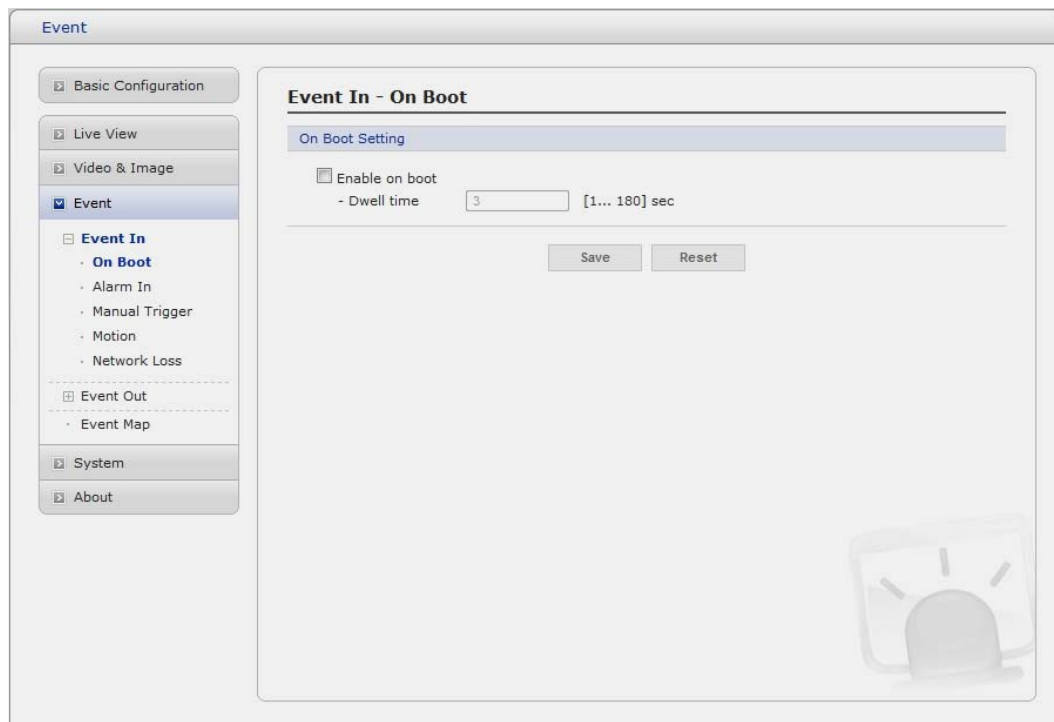 Event
Basic Configuration
Live View
Video & Image
Event
Event In
· On Boot
· Alarm In
· Manual Trigger
· Motion
· Network Loss
Event Out
· Event Map
System
About
Event In - On Boot
On Boot Setting
Enable on boot
- Dwell time 3 [1... 180] sec
Save Reset